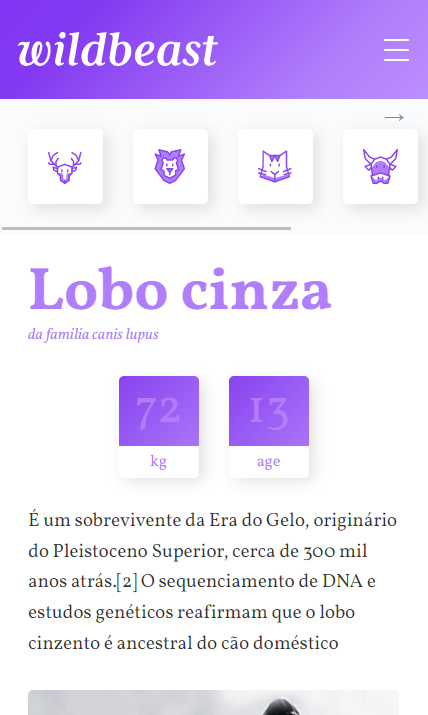 wildbeast
→
Lobo cinza
da familia canis lupus
72
13
kg
age
É um sobrevivente da Era do Gelo, originário
do Pleistoceno Superior, cerca de 300 mil
anos atrás.[2] O sequenciamento de DNA e
estudos genéticos reafirmam que o lobo
cinzento é ancestral do cão doméstico